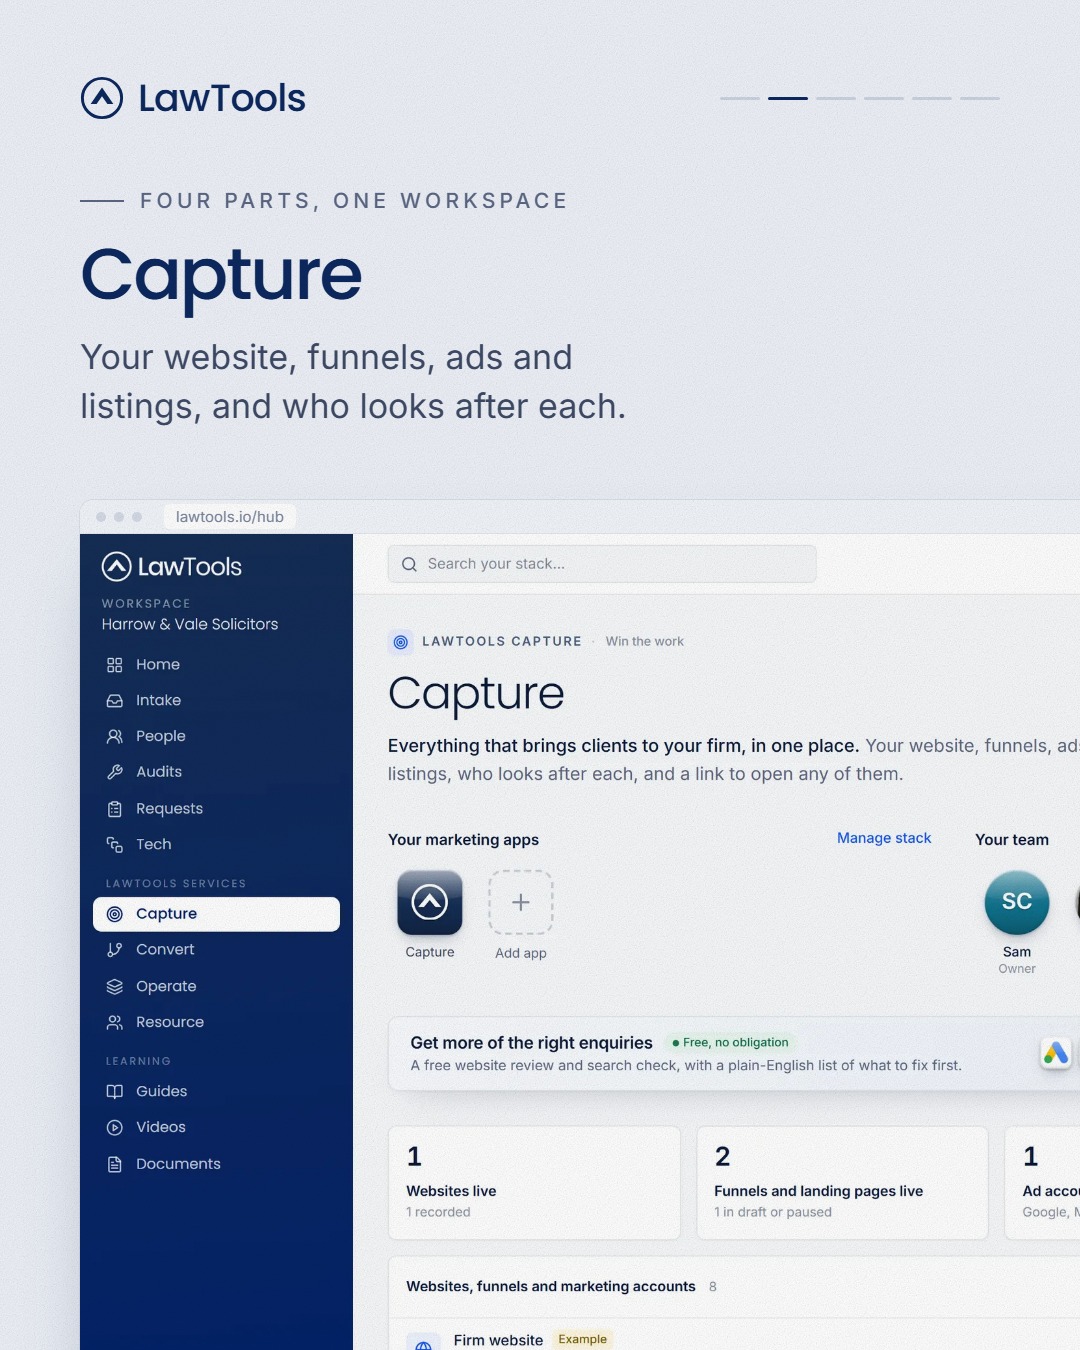 LawTools
FOUR PARTS, ONE WORKSPACE
Capture
Your website, funnels, ads and
listings, and who looks after each.
lawtools.io/hub
LawTools
WORKSPACE
Harrow & Vale Solicitors
Home
Intake
People
Audits
Requests
Tech
LAWTOOLS SERVICES
Capture
Convert
Operate
Resource
LEARNING
Guides
Videos
Documents
Search your stack...
LAWTOOLS CAPTURE · Win the work
Capture
Everything that brings clients to your firm, in one place. Your website, funnels, ads
listings, who looks after each, and a link to open any of them.
Your marketing apps
Manage stack
Capture
Add app
Your team
SC
Sam
Owner
Get more of the right enquiries
Free, no obligation
A free website review and search check, with a plain-English list of what to fix first.
1
Websites live
1 recorded
2
Funnels and landing pages live
1 in draft or paused
1
Ad accou
Google, M
Websites, funnels and marketing accounts 8
Firm website Example